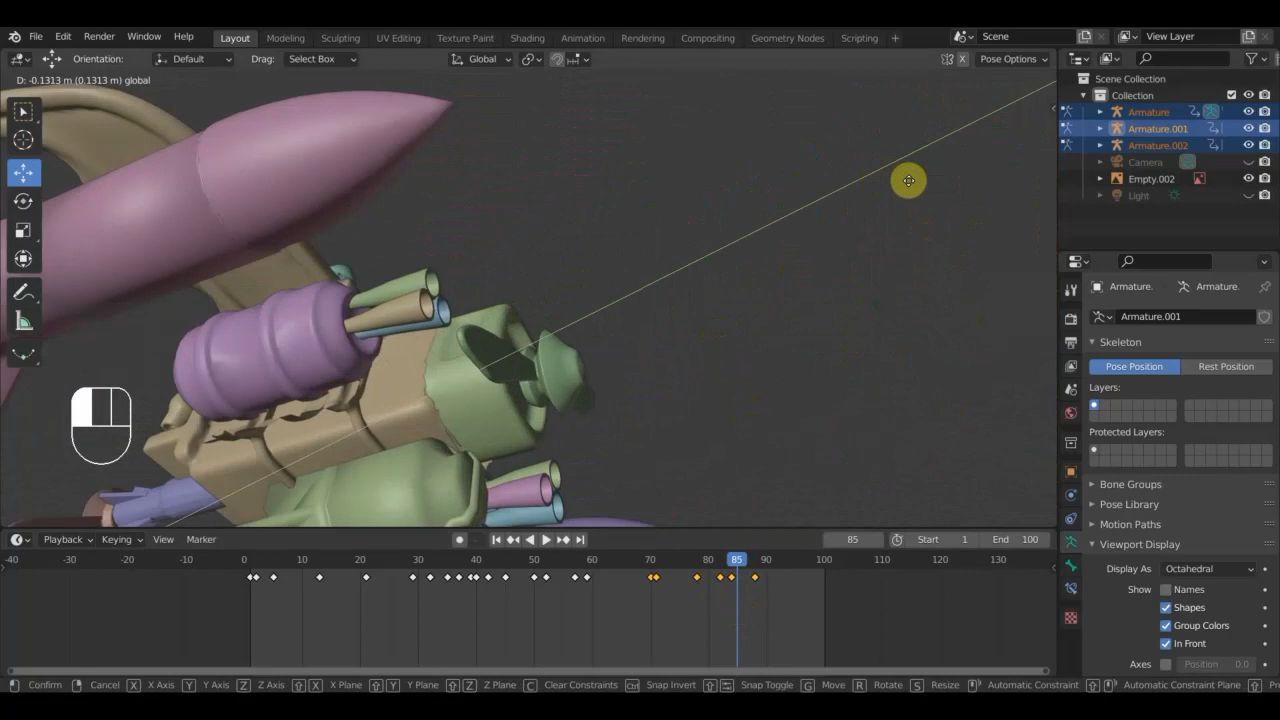 File Edit Render Window Help Layout Modeling Sculpting UV Editing Texture Paint Shading Animation Rendering Compositing Geometry Nodes Scripting + Scene View Layer
Orientation: Default Drag: Select Box Global X Pose Options
D: -0.1313 m (0.1313 m) global
Scene Collection
Collection
Armature
Armature.001
Armature.002
Camera
Empty.002
Light
Armature. Armature.
Armature.001
Skeleton
Pose Position Rest Position
Layers:
Protected Layers:
Bone Groups
Pose Library
Motion Paths
Viewport Display
Display As Octahedral
Show Names
Shapes
Group Colors
In Front
Axes Position 0.0
Playback Keying View Marker 85 Start 1 End 100
-40 -30 -20 -10 0 10 20 30 40 50 60 70 80 85 90 100 110 120 130
Confirm Cancel X X Axis Y Y Axis Z Z Axis X X Plane Y Y Plane Z Z Plane C Clear Constraints Ctrl Snap Invert Snap Toggle G Move R Rotate S Resize Automatic Constraint Automatic Constraint Plane